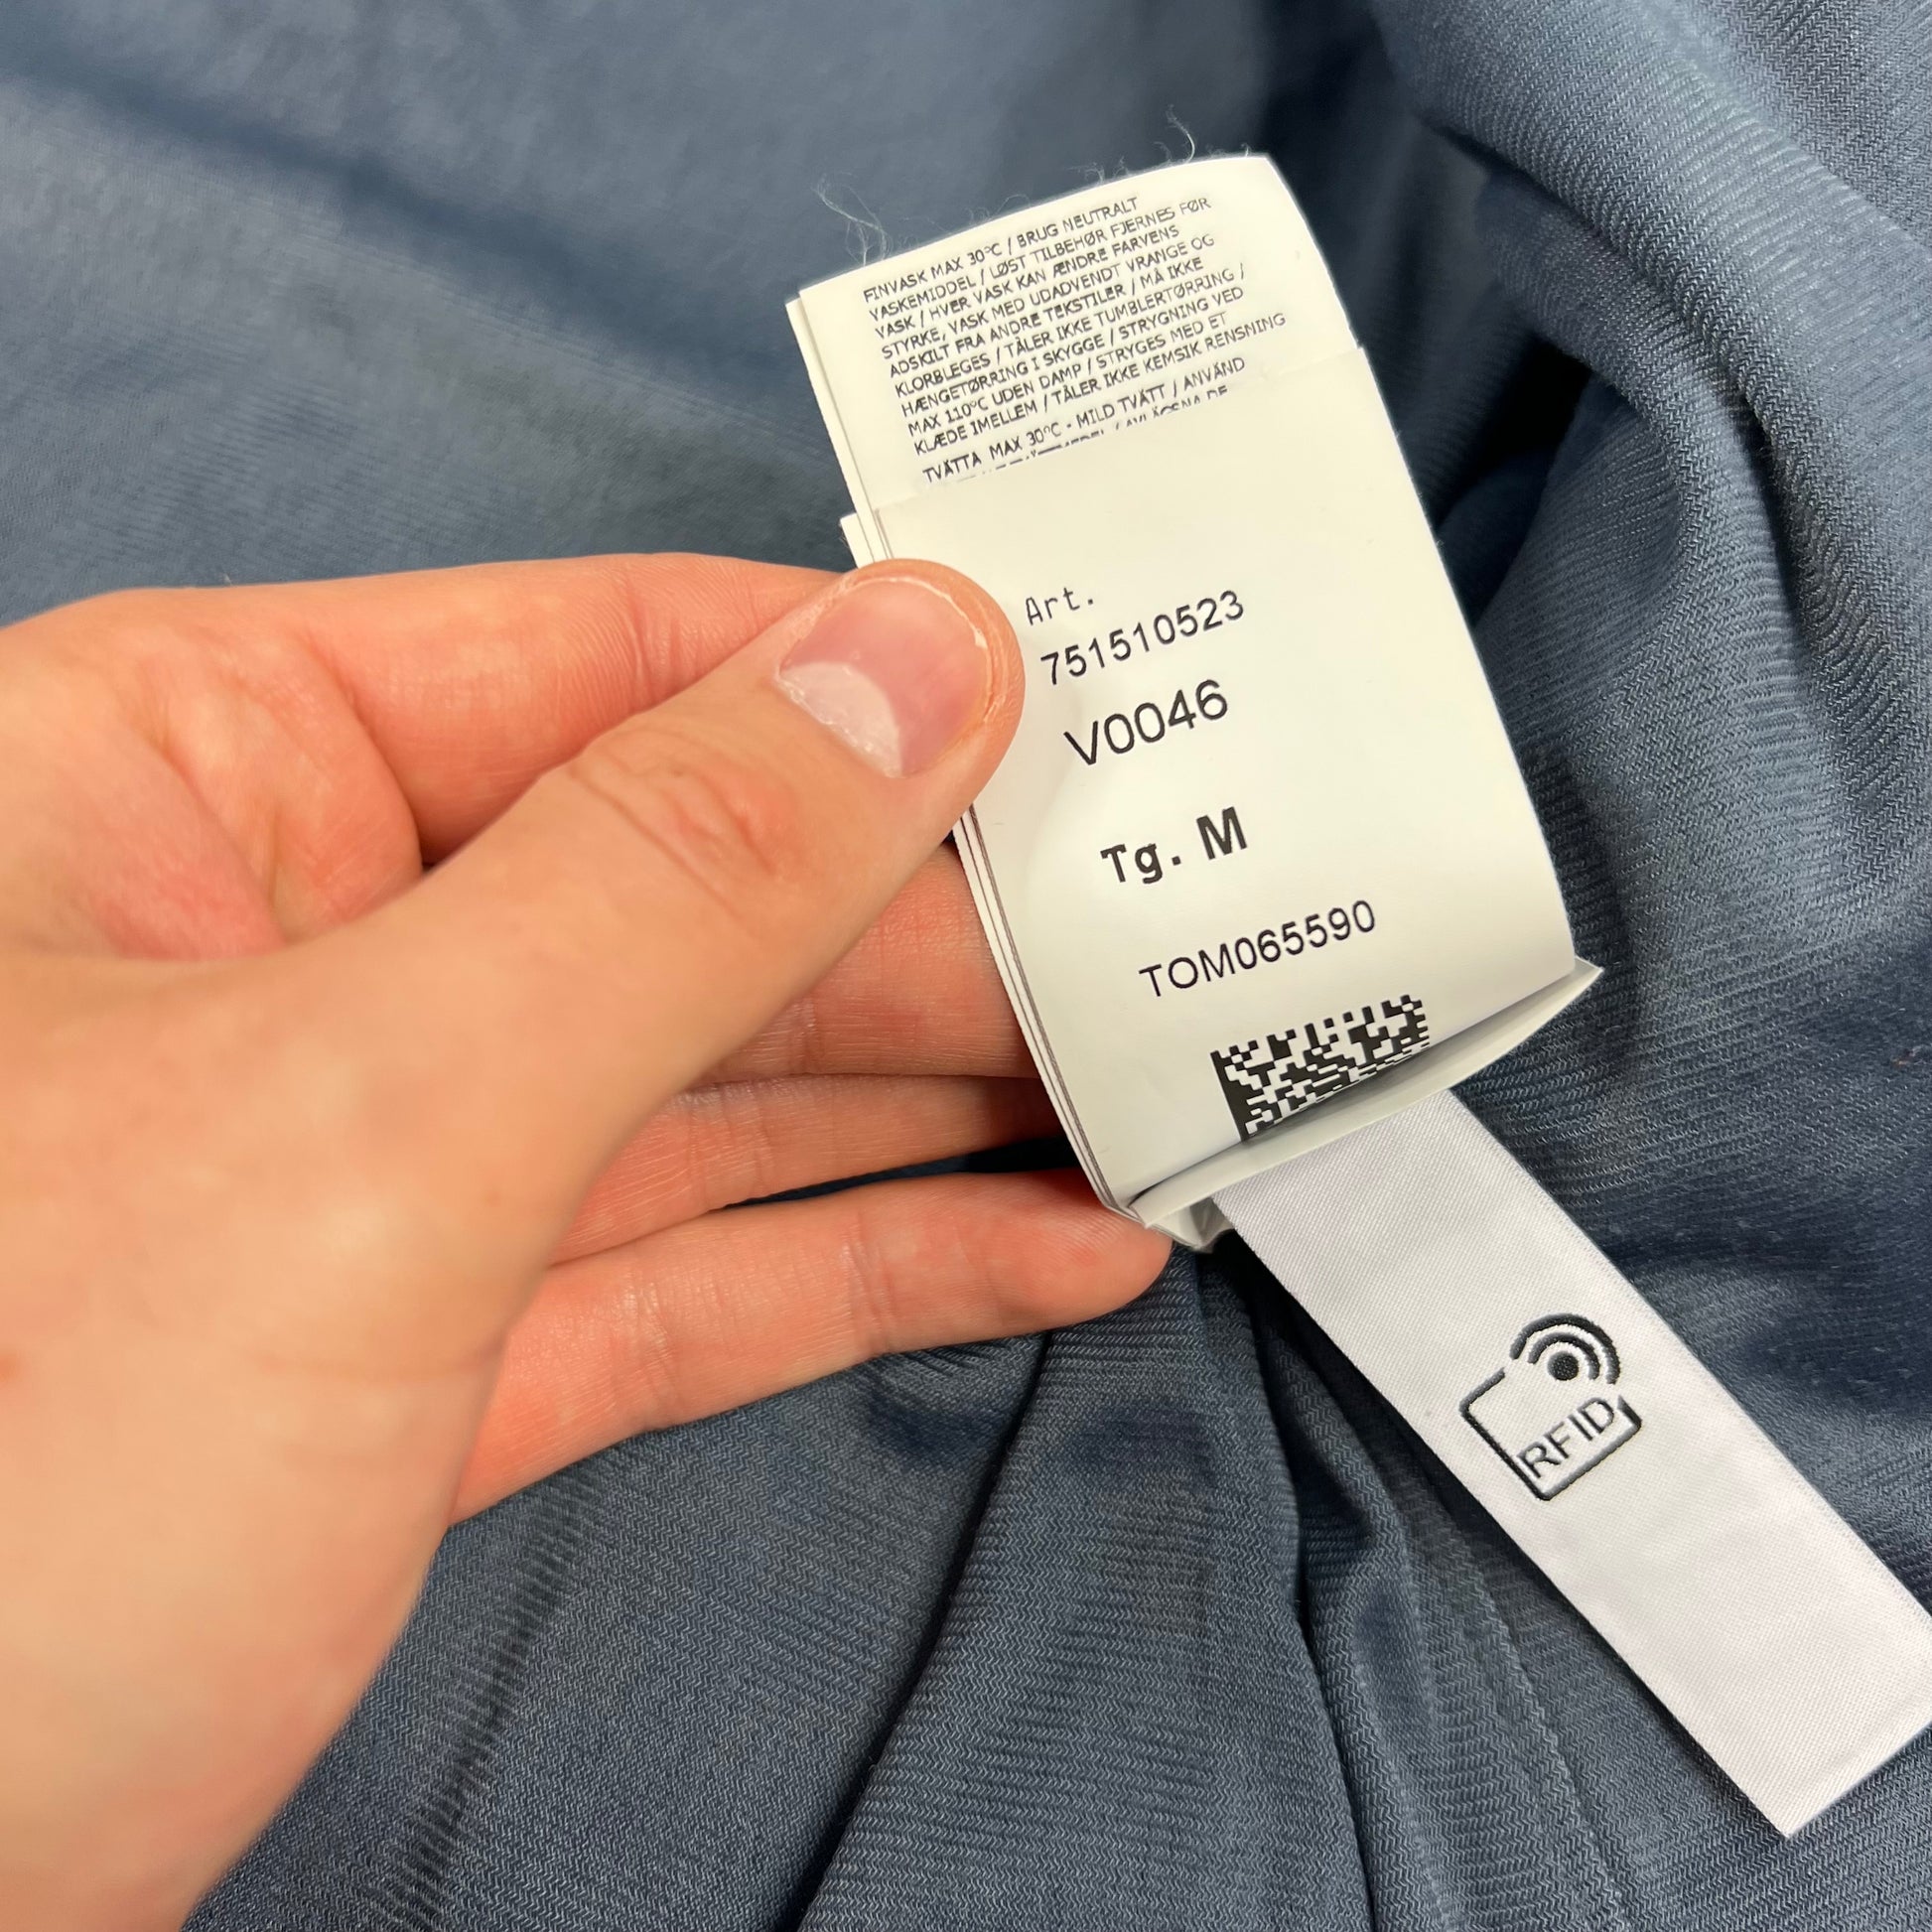 FINVASK MAX 30°C / BRUG NEUTRALT
VASKEMIDDEL / LØST TILBEHØR FJERNES FØR
VASK / HVER VASK KAN ÆNDRE FARVENS
STYRKE, VASK MED UDADVENDT VRANGE OG
ADSKILT FRA ANDRE TEKSTILER / MÅ IKKE
KLORBLEGES / TÅLER IKKE TUMBLERTØRRING /
HÆNGETØRRING I SKYGGE / STRYGNING VED
MAX 110°C UDEN DAMP / STRYGES MED ET
KLÆDE IMELLEM / TÅLER IKKE KEMSIK RENSNING
TVÄTTA MAX 30°C - MILD TVÄTT / ANVÄND
Art.
751510523
V0046
Tg. M
TOM065590
RFID